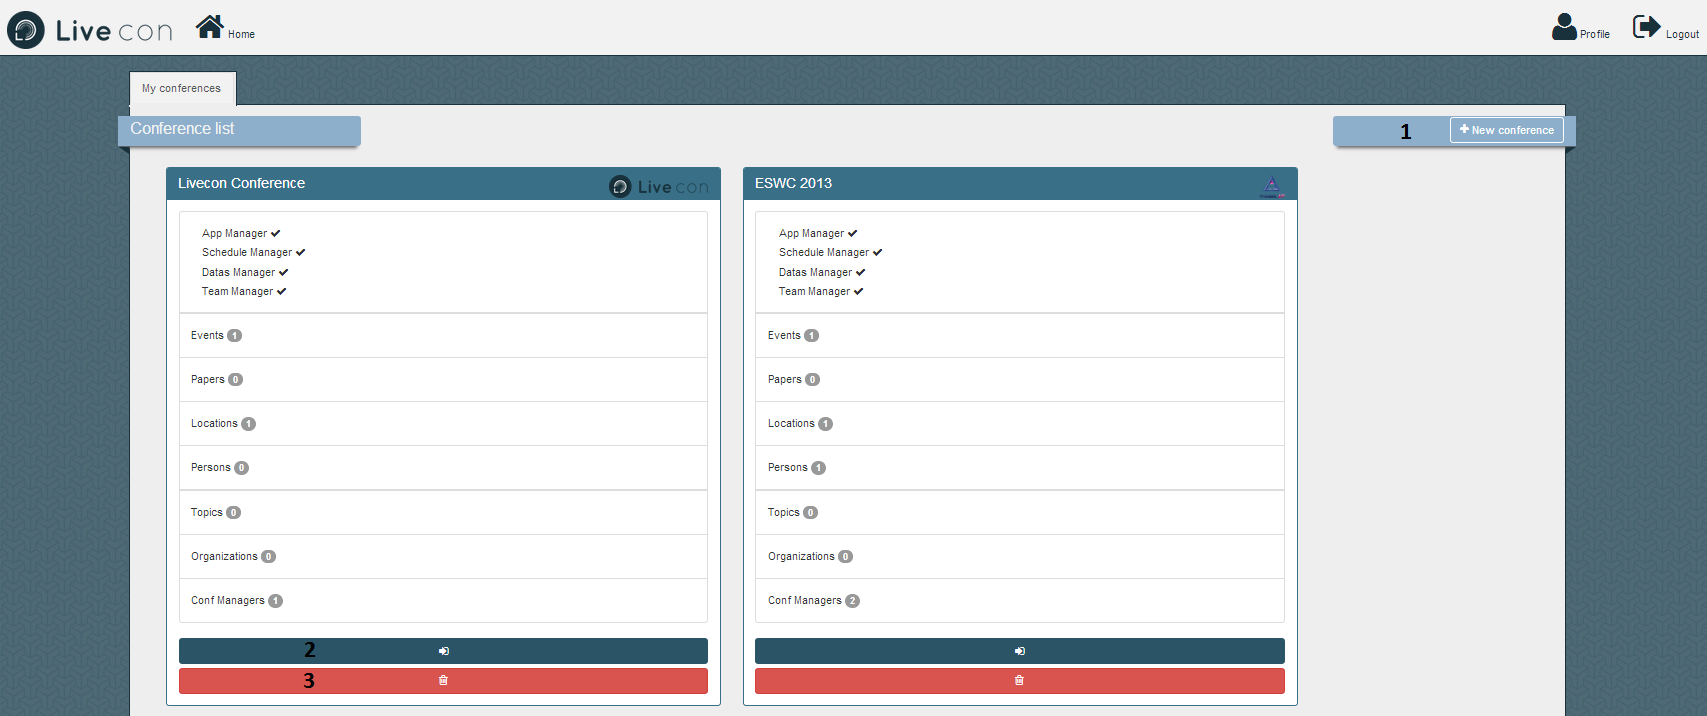 Live con
Home
Profile
Logout
My conferences
Conference list
1
New conference
Livecon Conference
Live con
App Manager
Schedule Manager
Datas Manager
Team Manager
Events 1
Papers 0
Locations 1
Persons 0
Topics 0
Organizations 0
Conf Managers 1
2
3
ESWC 2013
App Manager
Schedule Manager
Datas Manager
Team Manager
Events 1
Papers 0
Locations 1
Persons 1
Topics 0
Organizations 0
Conf Managers 2